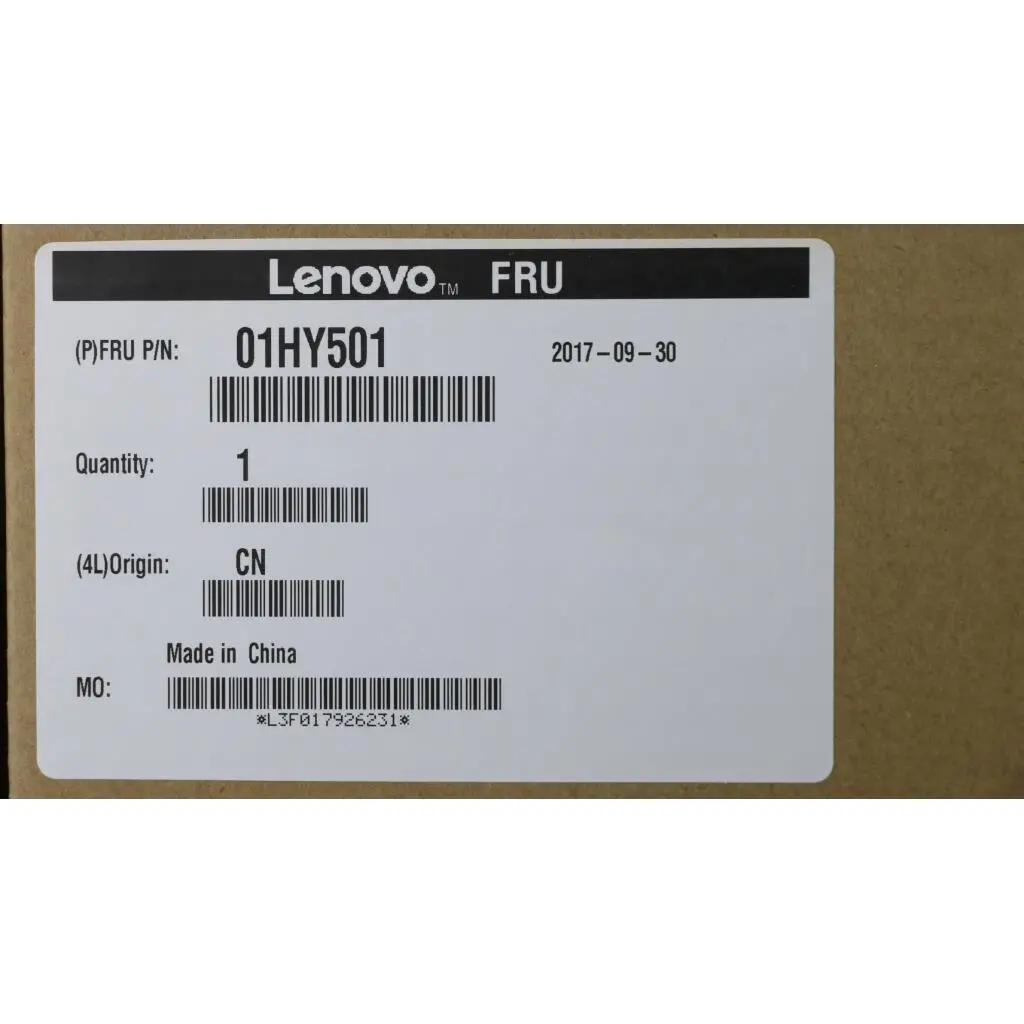 Lenovo™ FRU
(P)FRU P/N: 01HY501 2017-09-30
Quantity: 1
(4L)Origin: CN
Made in China
MO:
*L3F017926231*